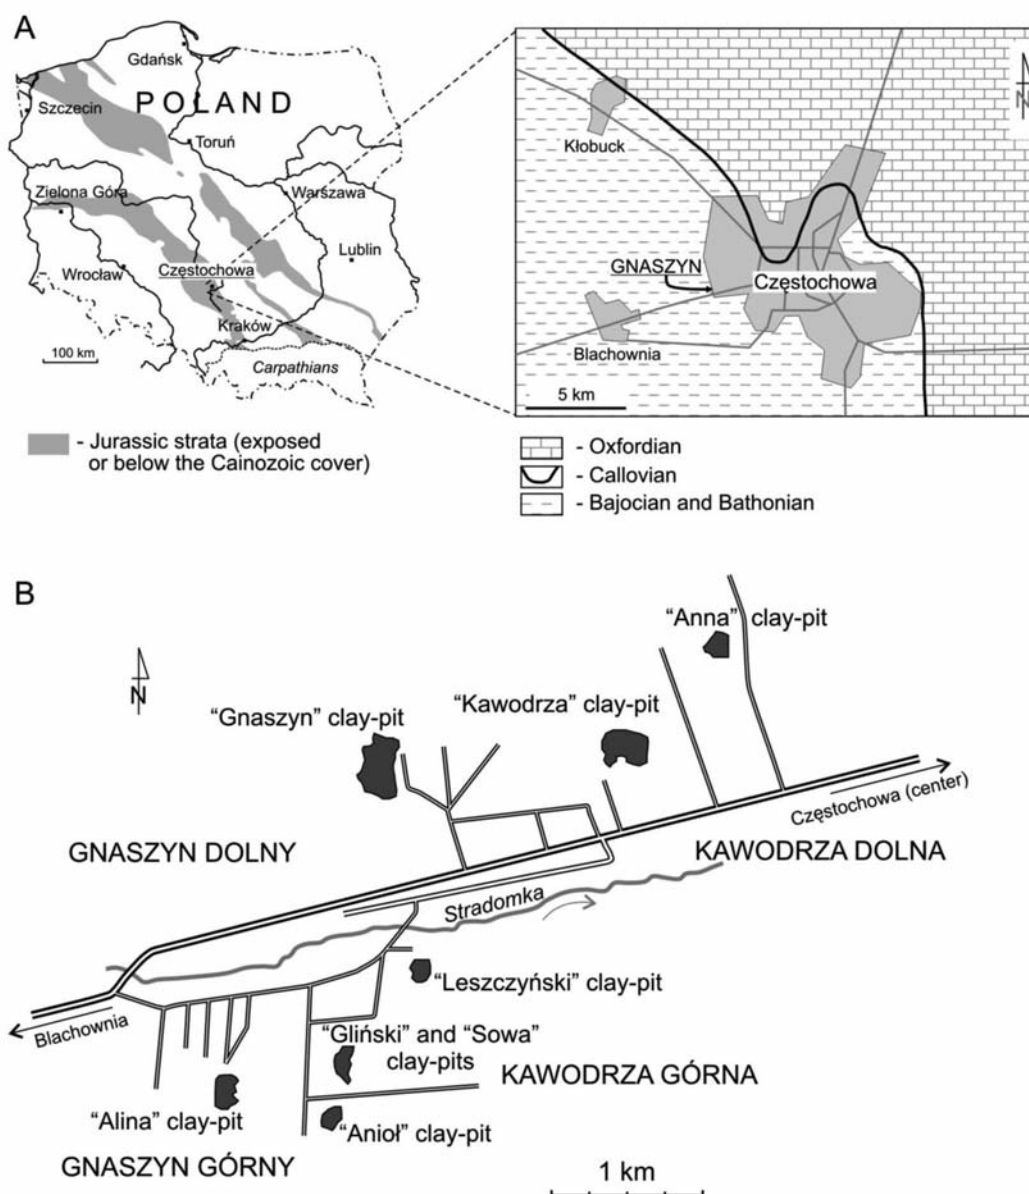 A
Gdańsk
POLAND
Szczecin
Toruń
Zielona Góra
Warszawa
Lublin
Wrocław
Częstochowa
Kraków
100 km
Carpathians
- Jurassic strata (exposed
or below the Cainozoic cover)
N
Kłobuck
GNASZYN
Częstochowa
Blachownia
5 km
- Oxfordian
- Callovian
- Bajocian and Bathonian
B
N
“Anna” clay-pit
“Gnaszyn” clay-pit
“Kawodrza” clay-pit
Częstochowa (center)
GNASZYN DOLNY
KAWODRZA DOLNA
Stradomka
“Leszczyński” clay-pit
Blachownia
“Gliński” and “Sowa”
clay-pits
KAWODRZA GÓRNA
“Alina” clay-pit
“Anioł” clay-pit
GNASZYN GÓRNY
1 km